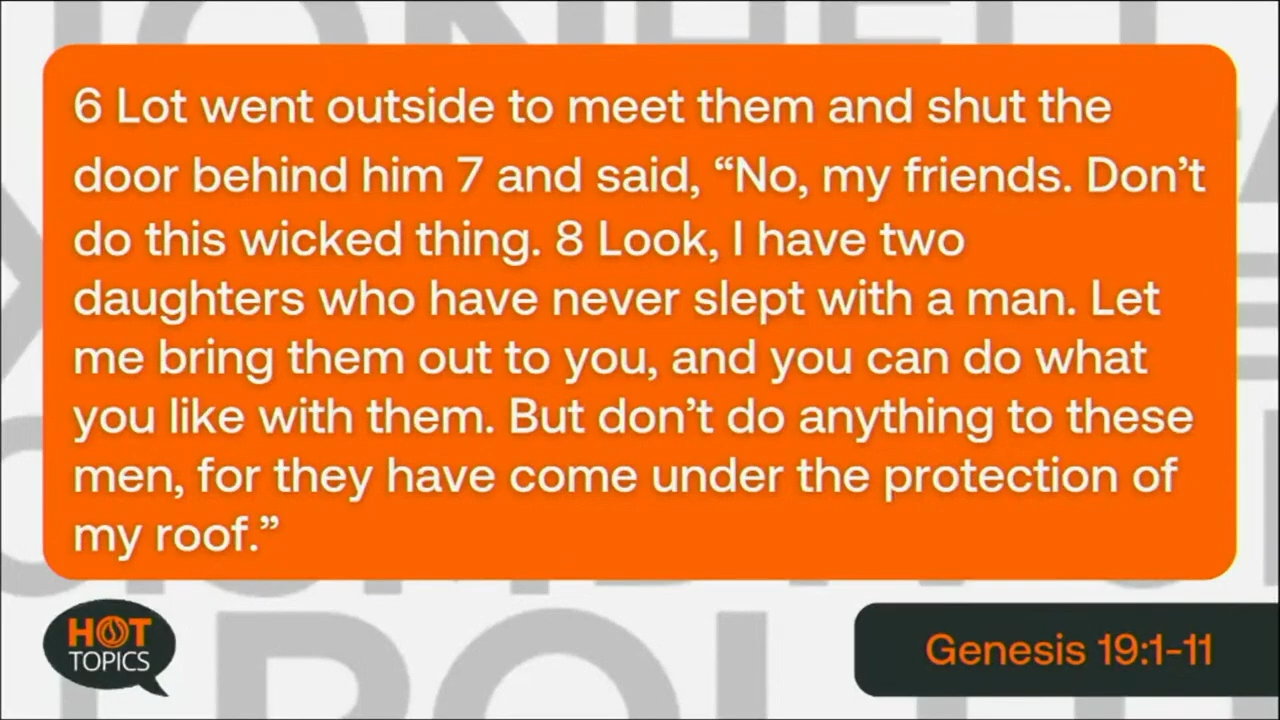 6 Lot went outside to meet them and shut the
door behind him 7 and said, “No, my friends. Don’t
do this wicked thing. 8 Look, I have two
daughters who have never slept with a man. Let
me bring them out to you, and you can do what
you like with them. But don’t do anything to these
men, for they have come under the protection of
my roof.”
HOT
TOPICS
Genesis 19:1-11